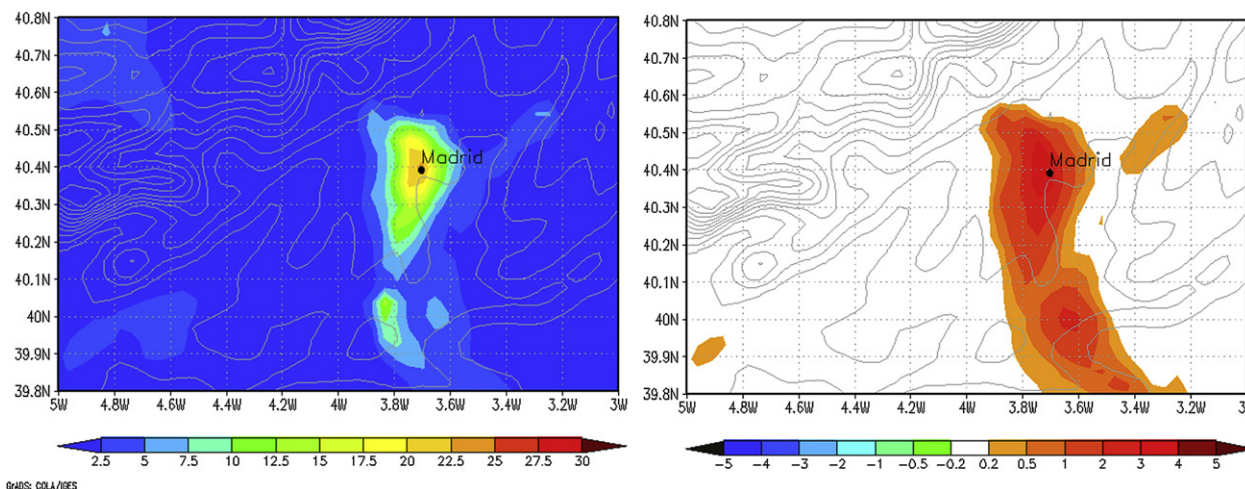 40.8N
40.7N
40.6N
40.5N
40.4N
40.3N
40.2N
40.1N
40N
39.9N
39.8N
Madrid
5W 4.8W 4.6W 4.4W 4.2W 4W 3.8W 3.6W 3.4W 3.2W 3W
2.5 5 7.5 10 12.5 15 17.5 20 22.5 25 27.5 30
GrADS: COLA/IGES
40.8N
40.7N
40.6N
40.5N
40.4N
40.3N
40.2N
40.1N
40N
39.9N
39.8N
Madrid
5W 4.8W 4.6W 4.4W 4.2W 4W 3.8W 3.6W 3.4W 3.2W 3W
-5 -4 -3 -2 -1 -0.5 -0.2 0.2 0.5 1 2 3 4 5